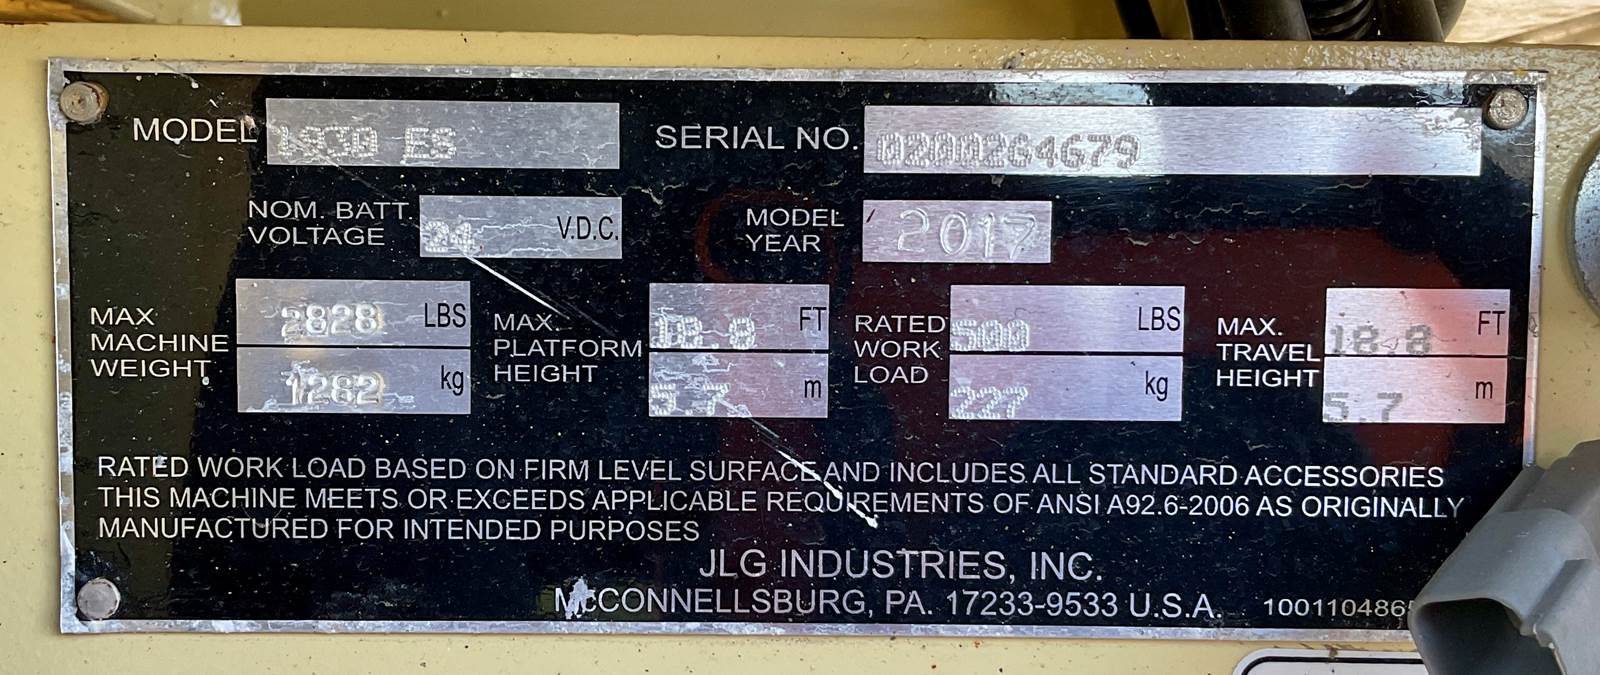 MODEL 1930 ES SERIAL NO. 0200264679
NOM. BATT. VOLTAGE 24 V.D.C. MODEL YEAR 2017
MAX MACHINE WEIGHT 2828 LBS 1282 kg
MAX. PLATFORM HEIGHT 18.8 FT 5.7 m
RATED WORK LOAD 500 LBS 227 kg
MAX. TRAVEL HEIGHT 18.8 FT 5.7 m
RATED WORK LOAD BASED ON FIRM LEVEL SURFACE AND INCLUDES ALL STANDARD ACCESSORIES
THIS MACHINE MEETS OR EXCEEDS APPLICABLE REQUIREMENTS OF ANSI A92.6-2006 AS ORIGINALLY
MANUFACTURED FOR INTENDED PURPOSES
JLG INDUSTRIES, INC.
McCONNELLSBURG, PA. 17233-9533 U.S.A.